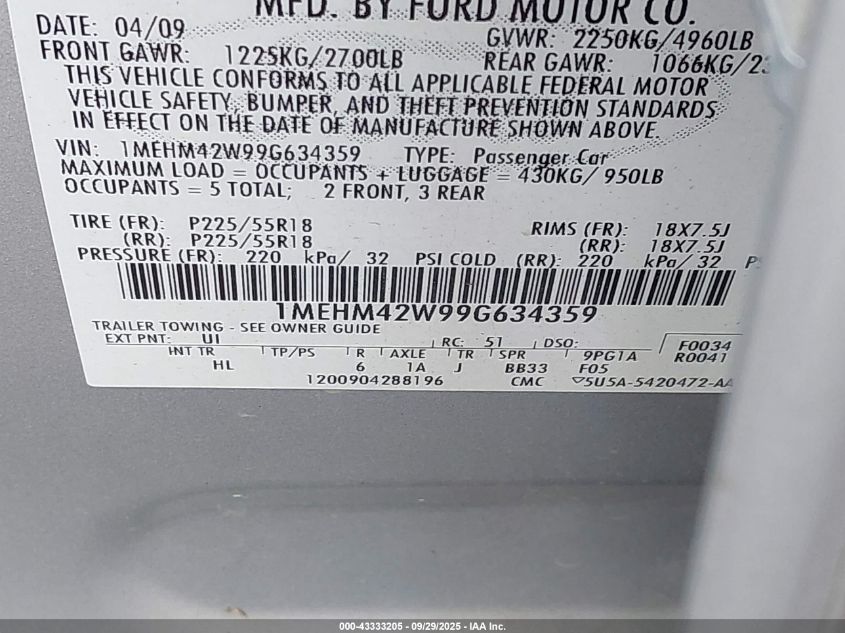 MFD. BY FORD MOTOR CO.
DATE: 04/09 GVWR: 2250KG/4960LB
FRONT GAWR: 1225KG/2700LB REAR GAWR: 1066KG/23
THIS VEHICLE CONFORMS TO ALL APPLICABLE FEDERAL MOTOR
VEHICLE SAFETY, BUMPER, AND THEFT PREVENTION STANDARDS
IN EFFECT ON THE DATE OF MANUFACTURE SHOWN ABOVE.
VIN: 1MEHM42W99G634359 TYPE: Passenger Car
MAXIMUM LOAD = OCCUPANTS + LUGGAGE = 430KG/ 950LB
OCCUPANTS = 5 TOTAL; 2 FRONT, 3 REAR
TIRE (FR): P225/55R18 RIMS (FR): 18X7.5J
(RR): P225/55R18 (RR): 18X7.5J
PRESSURE (FR): 220 kPa/ 32 PSI COLD (RR): 220 kPa/ 32 PS
1MEHM42W99G634359
TRAILER TOWING - SEE OWNER GUIDE
EXT PNT: UI RC: 51 DSO: F0034
INT TR TP/PS R AXLE TR SPR 9PG1A R0041
HL 6 1A J BB33 F05
1200904288196 CMC 5U5A-5420472-AA
000-43333205 - 09/29/2025 - IAA Inc.